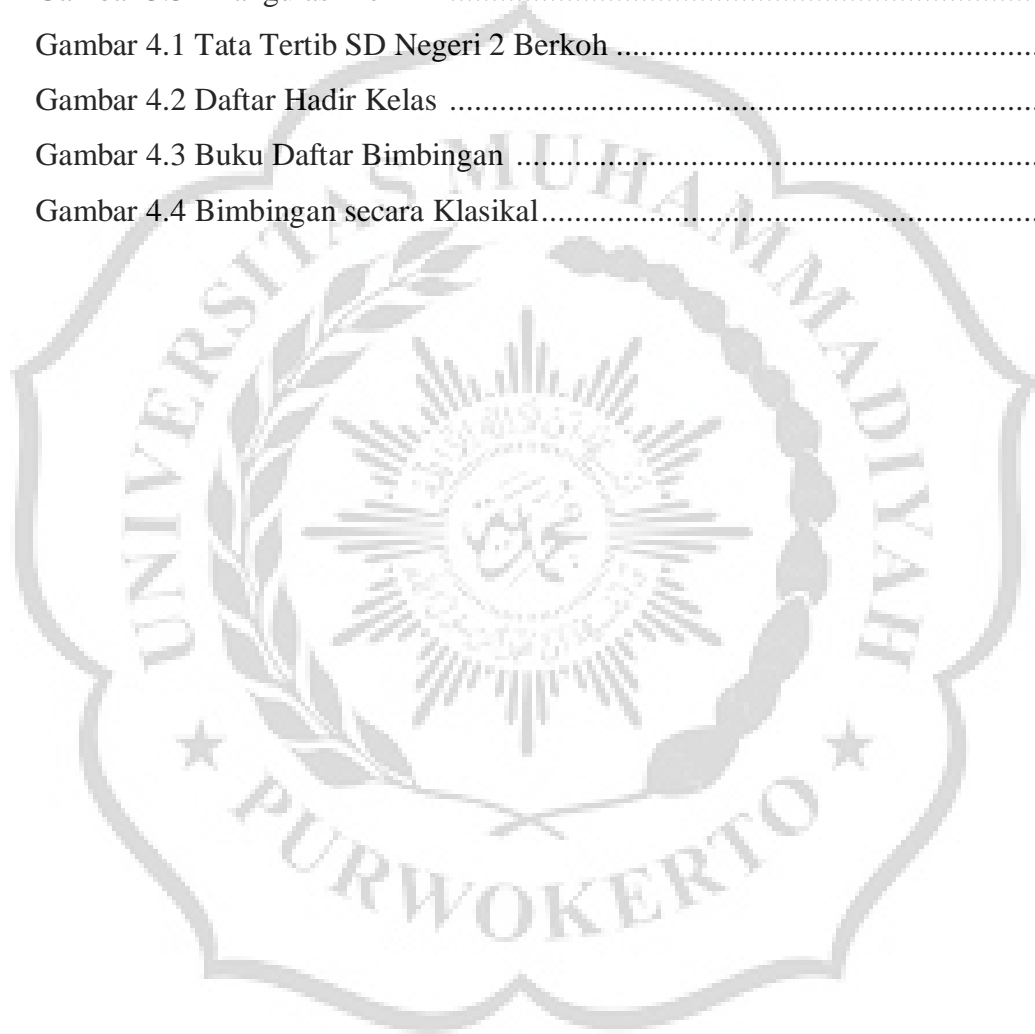 Gambar 4.1 Tata Tertib SD Negeri 2 Berkoh ...................................................
Gambar 4.2 Daftar Hadir Kelas .......................................................................
Gambar 4.3 Buku Daftar Bimbingan ...............................................................
Gambar 4.4 Bimbingan secara Klasikal............................................................
UNIVERSITAS MUHAMMADIYAH
PURWOKERTO